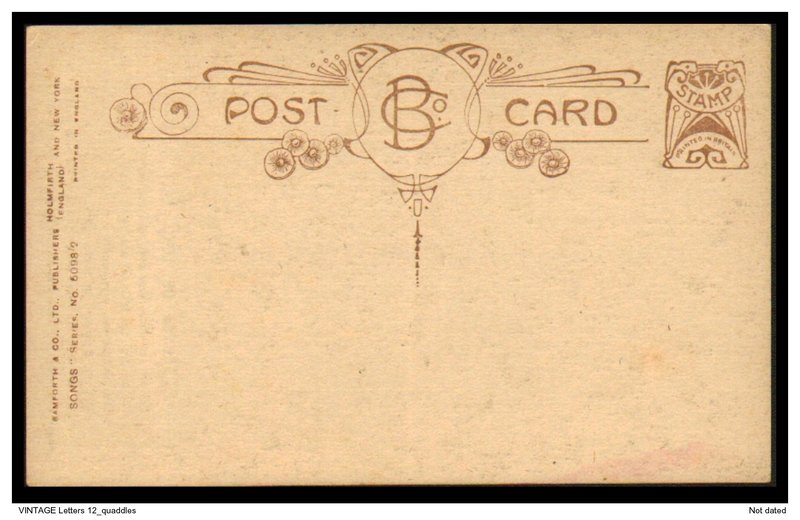 POST CARD
B Co.
STAMP
PRINTED IN BRITAIN
BAMFORTH & CO., LTD., PUBLISHERS HOLMFIRTH (ENGLAND) AND NEW YORK
SONGS" SERIES, NO. 5098/2 PRINTED IN ENGLAND
VINTAGE Letters 12_quaddles
Not dated